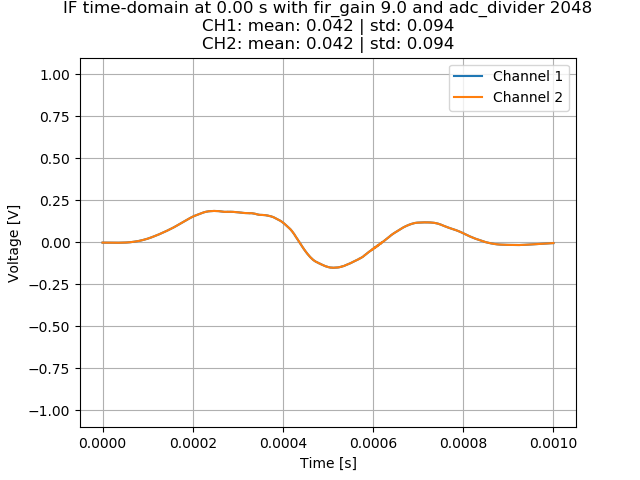 IF time-domain at 0.00 s with fir_gain 9.0 and adc_divider 2048
CH1: mean: 0.042 | std: 0.094
CH2: mean: 0.042 | std: 0.094
Channel 1
Channel 2
1.00
0.75
0.50
0.25
0.00
−0.25
−0.50
−0.75
−1.00
Voltage [V]
0.0000 0.0002 0.0004 0.0006 0.0008 0.0010
Time [s]